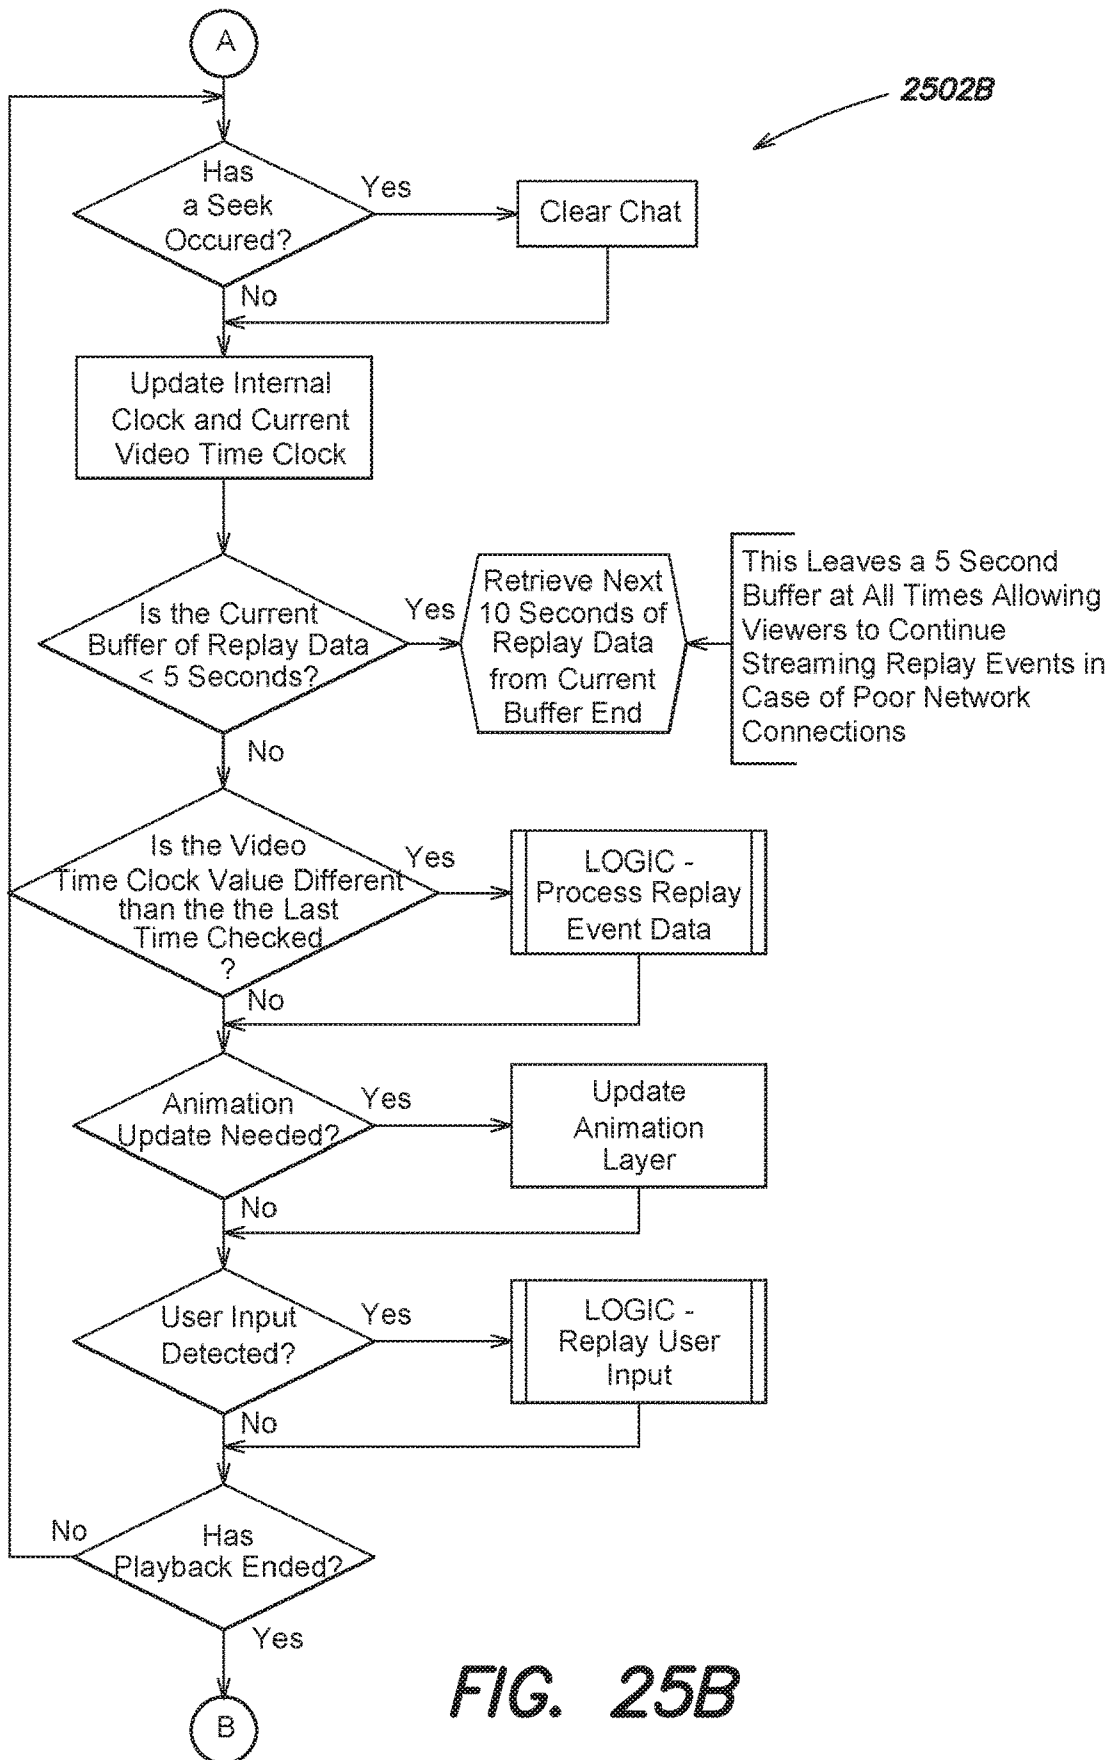 A
2502B
Has
a Seek
Occured?
Yes
Clear Chat
No
Update Internal
Clock and Current
Video Time Clock
Is the Current
Buffer of Replay Data
< 5 Seconds?
Yes
Retrieve Next
10 Seconds of
Replay Data
from Current
Buffer End
This Leaves a 5 Second
Buffer at All Times Allowing
Viewers to Continue
Streaming Replay Events in
Case of Poor Network
Connections
No
Is the Video
Time Clock Value Different
than the the Last
Time Checked
?
Yes
LOGIC -
Process Replay
Event Data
No
Animation
Update Needed?
Yes
Update
Animation
Layer
No
User Input
Detected?
Yes
LOGIC -
Replay User
Input
No
Has
Playback Ended?
No
Yes
B
FIG. 25B